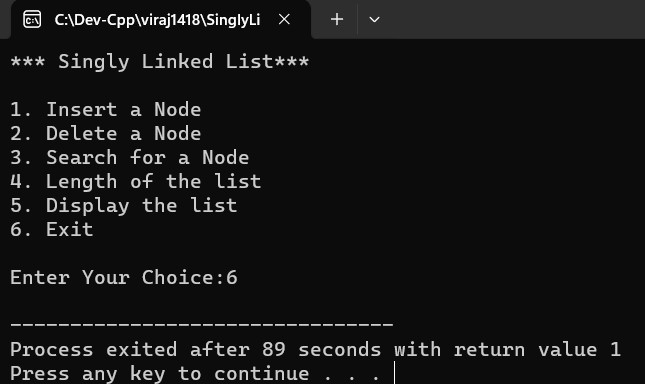 C:\Dev-Cpp\viraj1418\SinglyLi
*** Singly Linked List***
1. Insert a Node
2. Delete a Node
3. Search for a Node
4. Length of the list
5. Display the list
6. Exit
Enter Your Choice:6
--------------------------------
Process exited after 89 seconds with return value 1
Press any key to continue . . .